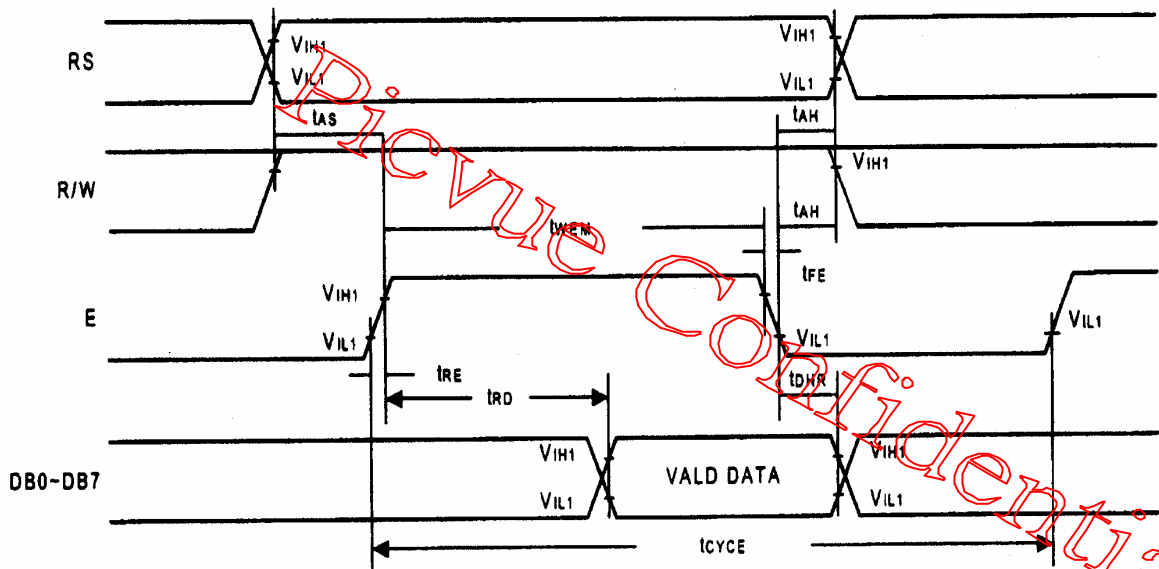 RS
VIH1
VIL1
VIH1
VIL1
tAS
tAH
R/W
VIH1
tWEM
tAH
tFE
E
VIH1
VIL1
VIL1
VIL1
tRE
tRD
tDHR
DB0~DB7
VIH1
VIL1
VALD DATA
VIH1
VIL1
tCYCE
Picvue Confidenti